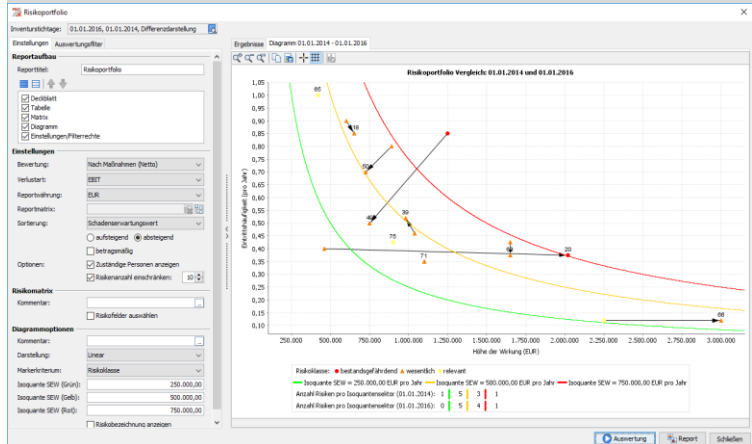 Risikoportfolio
Inventurstichtage: 01.01.2016, 01.01.2014, Differenzdarstellung
Einstellungen Auswertungsfilter
Reportaufbau
Reporttitel: Risikoportfolio
Deckblatt
Tabelle
Matrix
Diagramm
Einstellungen/Filterrechte
Einstellungen
Bewertung: Nach Maßnahmen (Netto)
Verlustart: EBIT
Reportwährung: EUR
Reportmatrix:
Sortierung: Schadenserwartungswert
aufsteigend absteigend
betragsmäßig
Optionen: Zuständige Personen anzeigen
Risikenanzahl einschränken: 10
Risikomatrix
Kommentar:
Risikofelder auswählen
Diagrammoptionen
Kommentar:
Darstellung: Linear
Markerkriterium: Risikoklasse
Isoquante SEW (Grün): 250.000,00
Isoquante SEW (Gelb): 500.000,00
Isoquante SEW (Rot): 750.000,00
Risikobezeichnung anzeigen
Ergebnisse Diagramm 01.01.2014 - 01.01.2016
Risikoportfolio Vergleich: 01.01.2014 und 01.01.2016
Eintrittshäufigkeit (pro Jahr)
1,05
1,00
0,95
0,90
0,85
0,80
0,75
0,70
0,65
0,60
0,55
0,50
0,45
0,40
0,35
0,30
0,25
0,20
0,15
0,10
65
18
50
39
75
71
20
66
250.000 500.000 750.000 1.000.000 1.250.000 1.500.000 1.750.000 2.000.000 2.250.000 2.500.000 2.750.000 3.000.000
Höhe der Wirkung (EUR)
Risikoklasse: bestandsgefährdend wesentlich relevant
Isoquante SEW = 250.000,00 EUR pro Jahr Isoquante SEW = 500.000,00 EUR pro Jahr Isoquante SEW = 750.000,00 EUR pro Jahr
Anzahl Risiken pro Isoquantensektor (01.01.2014): 1 5 3 1
Anzahl Risiken pro Isoquantensektor (01.01.2016): 0 5 4 1
Auswertung Report Schließen